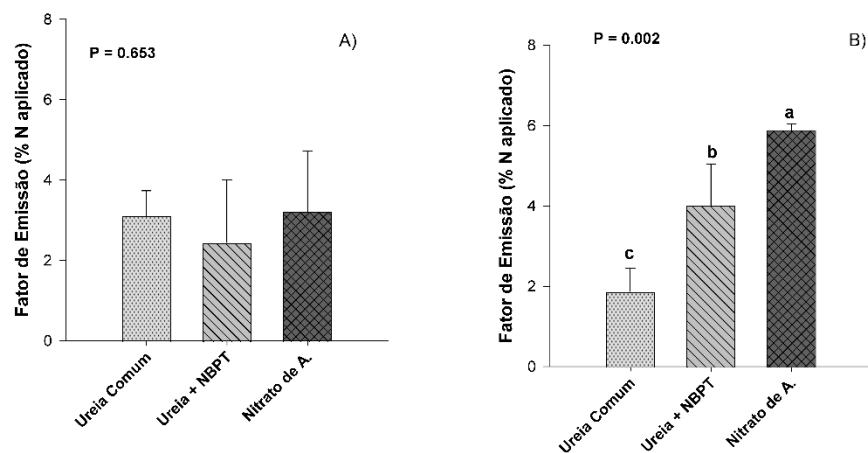 A)
P = 0.653
Fator de Emissão (% N aplicado)
8
6
4
2
0
Ureia Comum
Ureia + NBPT
Nitrato de A.
B)
P = 0.002
Fator de Emissão (% N aplicado)
8
6
4
2
0
c
b
a
Ureia Comum
Ureia + NBPT
Nitrato de A.